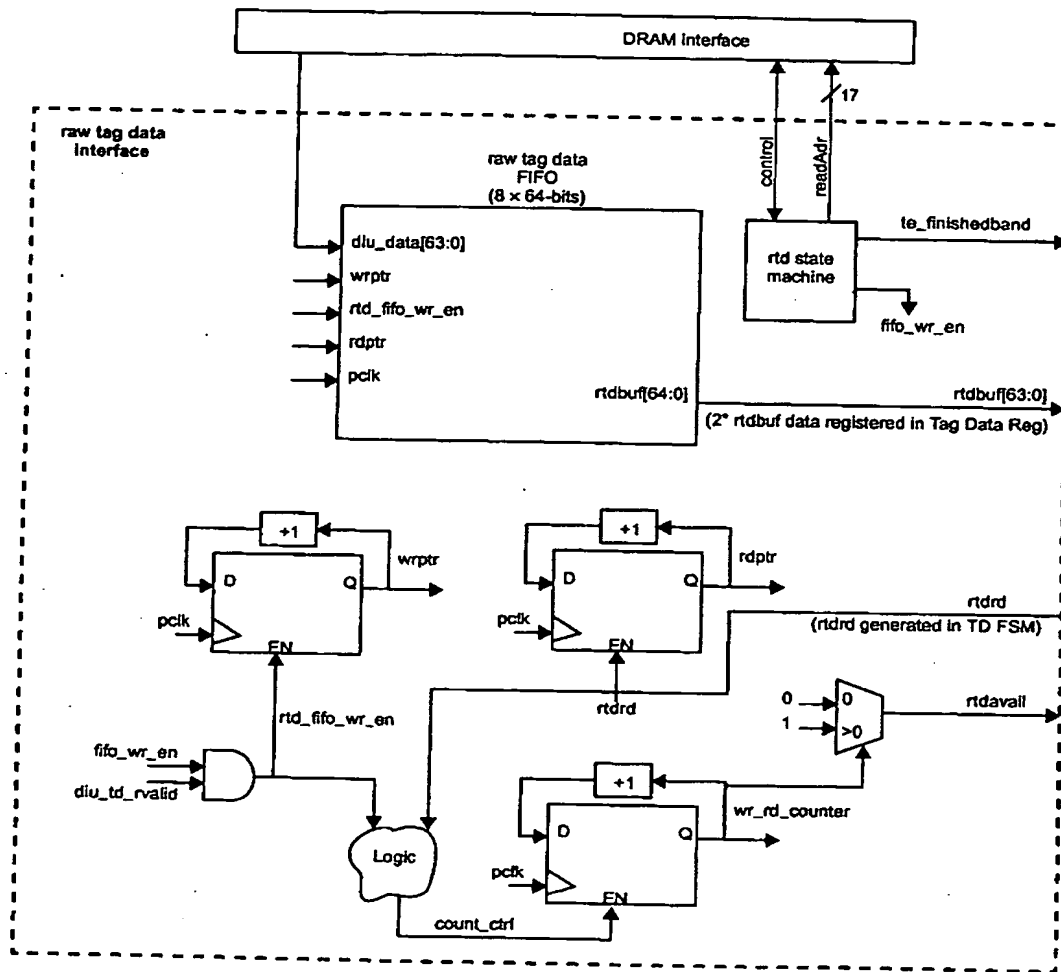 DRAM interface
17
raw tag data
interface
control
readAdr
raw tag data
FIFO
(8 × 64-bits)
diu_data[63:0]
wrptr
rtd_fifo_wr_en
rdptr
pclk
rtdbuf[64:0]
rtd state
machine
te_finishedband
fifo_wr_en
rtdbuf[63:0]
(2* rtdbuf data registered in Tag Data Reg)
+1
wrptr
D
Q
pclk
EN
+1
rdptr
D
Q
pclk
EN
rtdrd
(rtdrd generated in TD FSM)
rtdrd
rtd_fifo_wr_en
fifo_wr_en
diu_td_rvalid
0
0
1
>0
rtdavail
+1
wr_rd_counter
D
Q
pclk
EN
Logic
count_ctrl